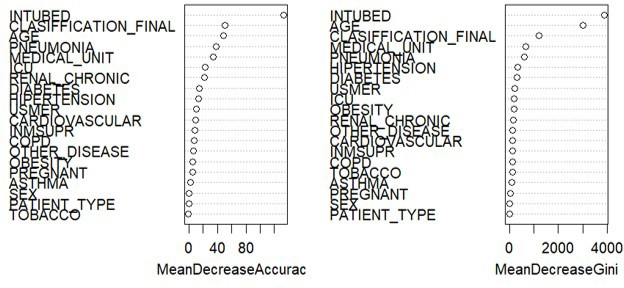 INTUBED
CLASIFFICATION_FINAL
AGE
PNEUMONIA
MEDICAL_UNIT
ICU
RENAL_CHRONIC
DIABETES
HIPERTENSION
USMER
CARDIOVASCULAR
INMSUPR
COPD
OTHER_DISEASE
OBESITY
PREGNANT
ASTHMA
SEX
PATIENT_TYPE
TOBACCO
0 20 40 60 80
MeanDecreaseAccurac
INTUBED
AGE
CLASIFFICATION_FINAL
MEDICAL_UNIT
PNEUMONIA
HIPERTENSION
DIABETES
USMER
ICU
OBESITY
RENAL_CHRONIC
OTHER_DISEASE
CARDIOVASCULAR
INMSUPR
COPD
TOBACCO
ASTHMA
PREGNANT
SEX
PATIENT_TYPE
0 2000 4000
MeanDecreaseGini